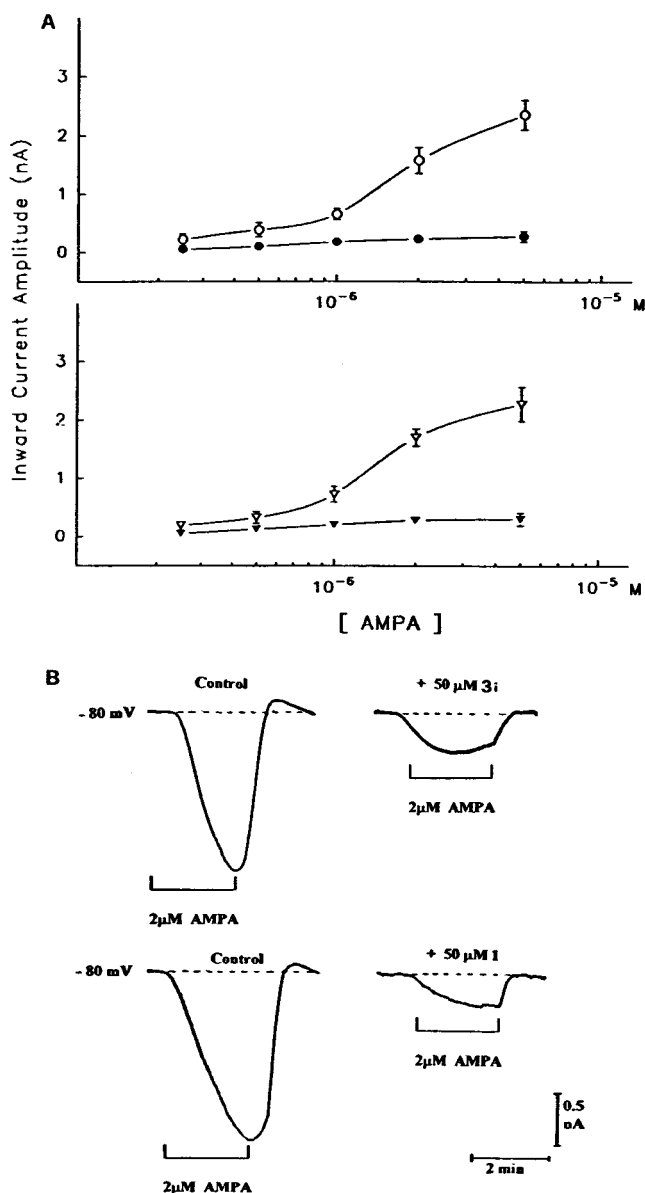 A
Inward Current Amplitude (nA)
3
2
1
0
10⁻⁶
10⁻⁵ M
3
2
1
0
10⁻⁶
10⁻⁵ M
[ AMPA ]
B
Control
+ 50 µM 3i
- 80 mV
2µM AMPA
2µM AMPA
Control
+ 50 µM 1
- 80 mV
2µM AMPA
2µM AMPA
0.5
nA
2 min